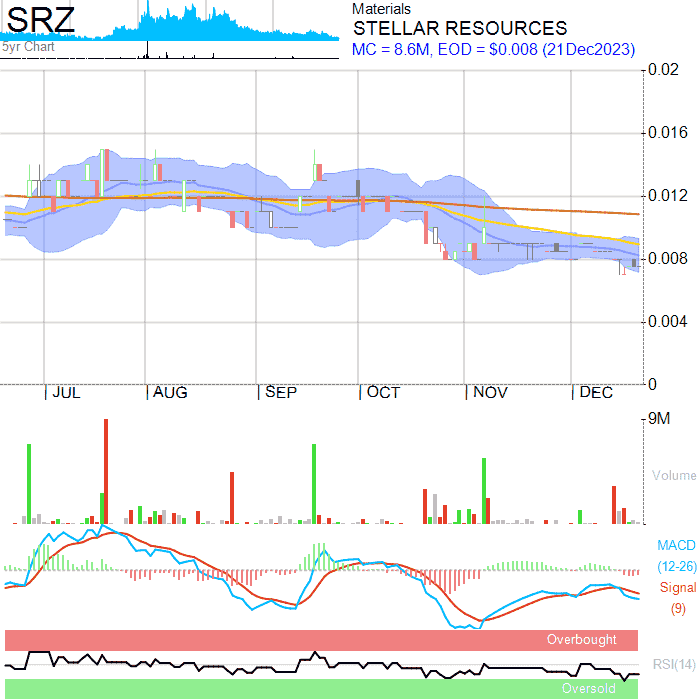 SRZ
5yr Chart
Materials
STELLAR RESOURCES
MC = 8.6M, EOD = $0.008 (21Dec2023)
0.02
0.016
0.012
0.008
0.004
0
JUL AUG SEP OCT NOV DEC
9M
Volume
MACD
(12-26)
Signal
(9)
Overbought
RSI(14)
Oversold